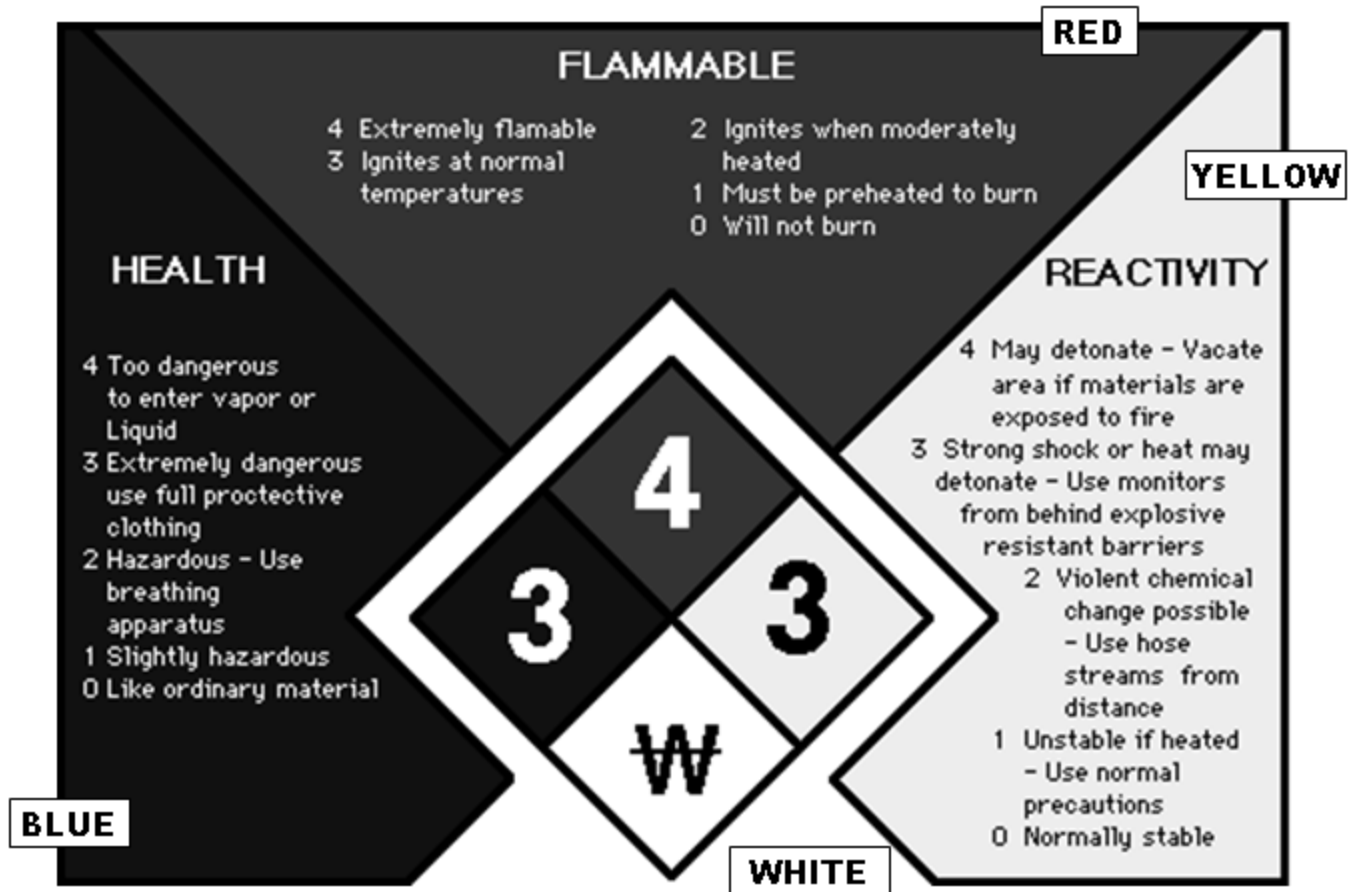 RED
FLAMMABLE
4 Extremely flamable
3 Ignites at normal
temperatures
2 Ignites when moderately
heated
1 Must be preheated to burn
0 Will not burn
YELLOW
HEALTH
4 Too dangerous
to enter vapor or
Liquid
3 Extremely dangerous
use full proctective
clothing
2 Hazardous - Use
breathing
apparatus
1 Slightly hazardous
0 Like ordinary material
REACTIVITY
4 May detonate - Vacate
area if materials are
exposed to fire
3 Strong shock or heat may
detonate - Use monitors
from behind explosive
resistant barriers
2 Violent chemical
change possible
- Use hose
streams from
distance
1 Unstable if heated
- Use normal
precautions
0 Normally stable
4
3
3
W
BLUE
WHITE